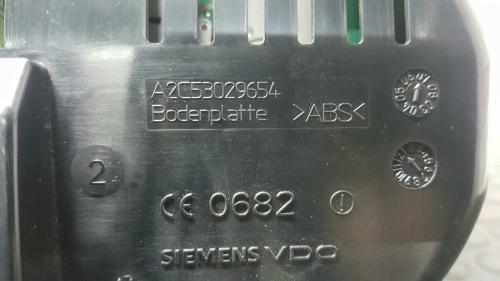 A2C53029654
Bodenplatte >ABS<
2
CE 0682 !
SIEMENS VDO